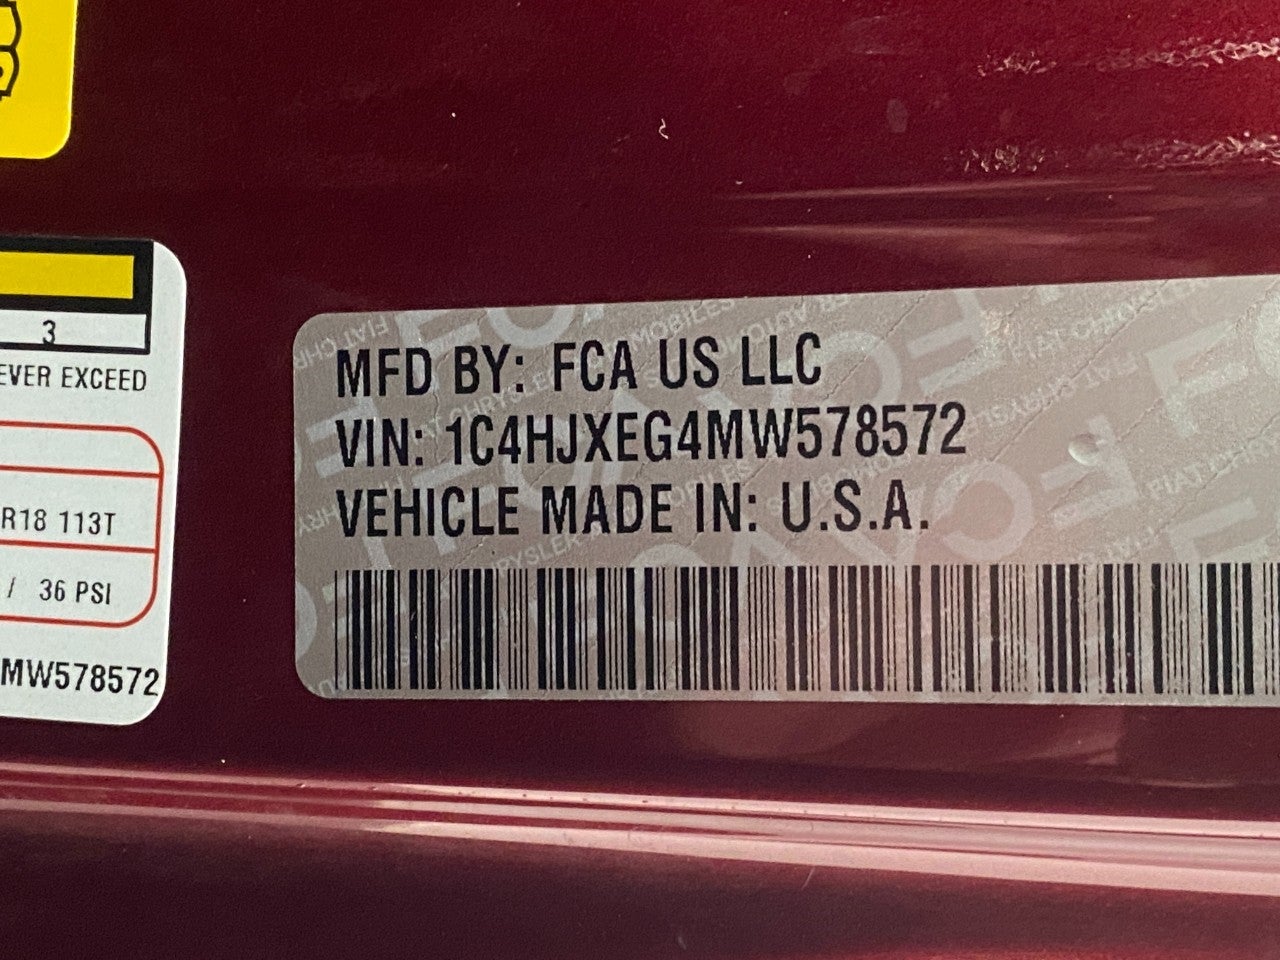 3
EVER EXCEED
R18 113T
/ 36 PSI
MW578572
MFD BY: FCA US LLC
VIN: 1C4HJXEG4MW578572
VEHICLE MADE IN: U.S.A.